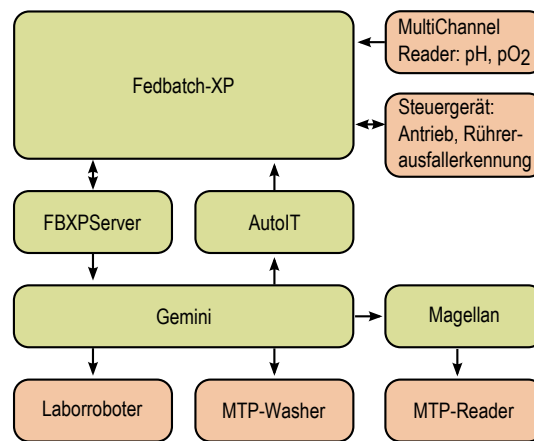 MultiChannel
Reader: pH, pO2
Fedbatch-XP
Steuergerät:
Antrieb, Rührer-
ausfallerkennung
FBXPServer
AutoIT
Gemini
Magellan
Laborroboter
MTP-Washer
MTP-Reader